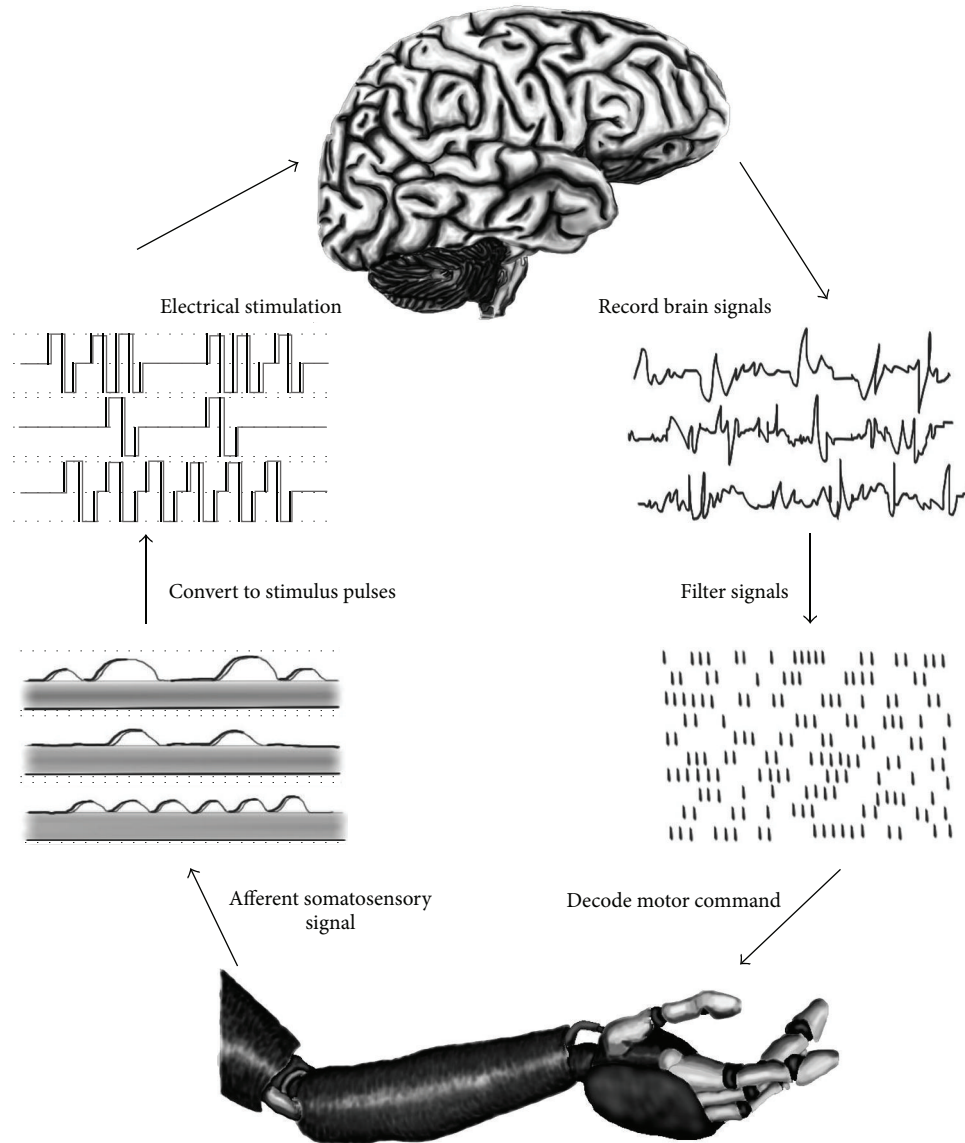 Electrical stimulation
Record brain signals
Convert to stimulus pulses
Filter signals
Afferent somatosensory
signal
Decode motor command